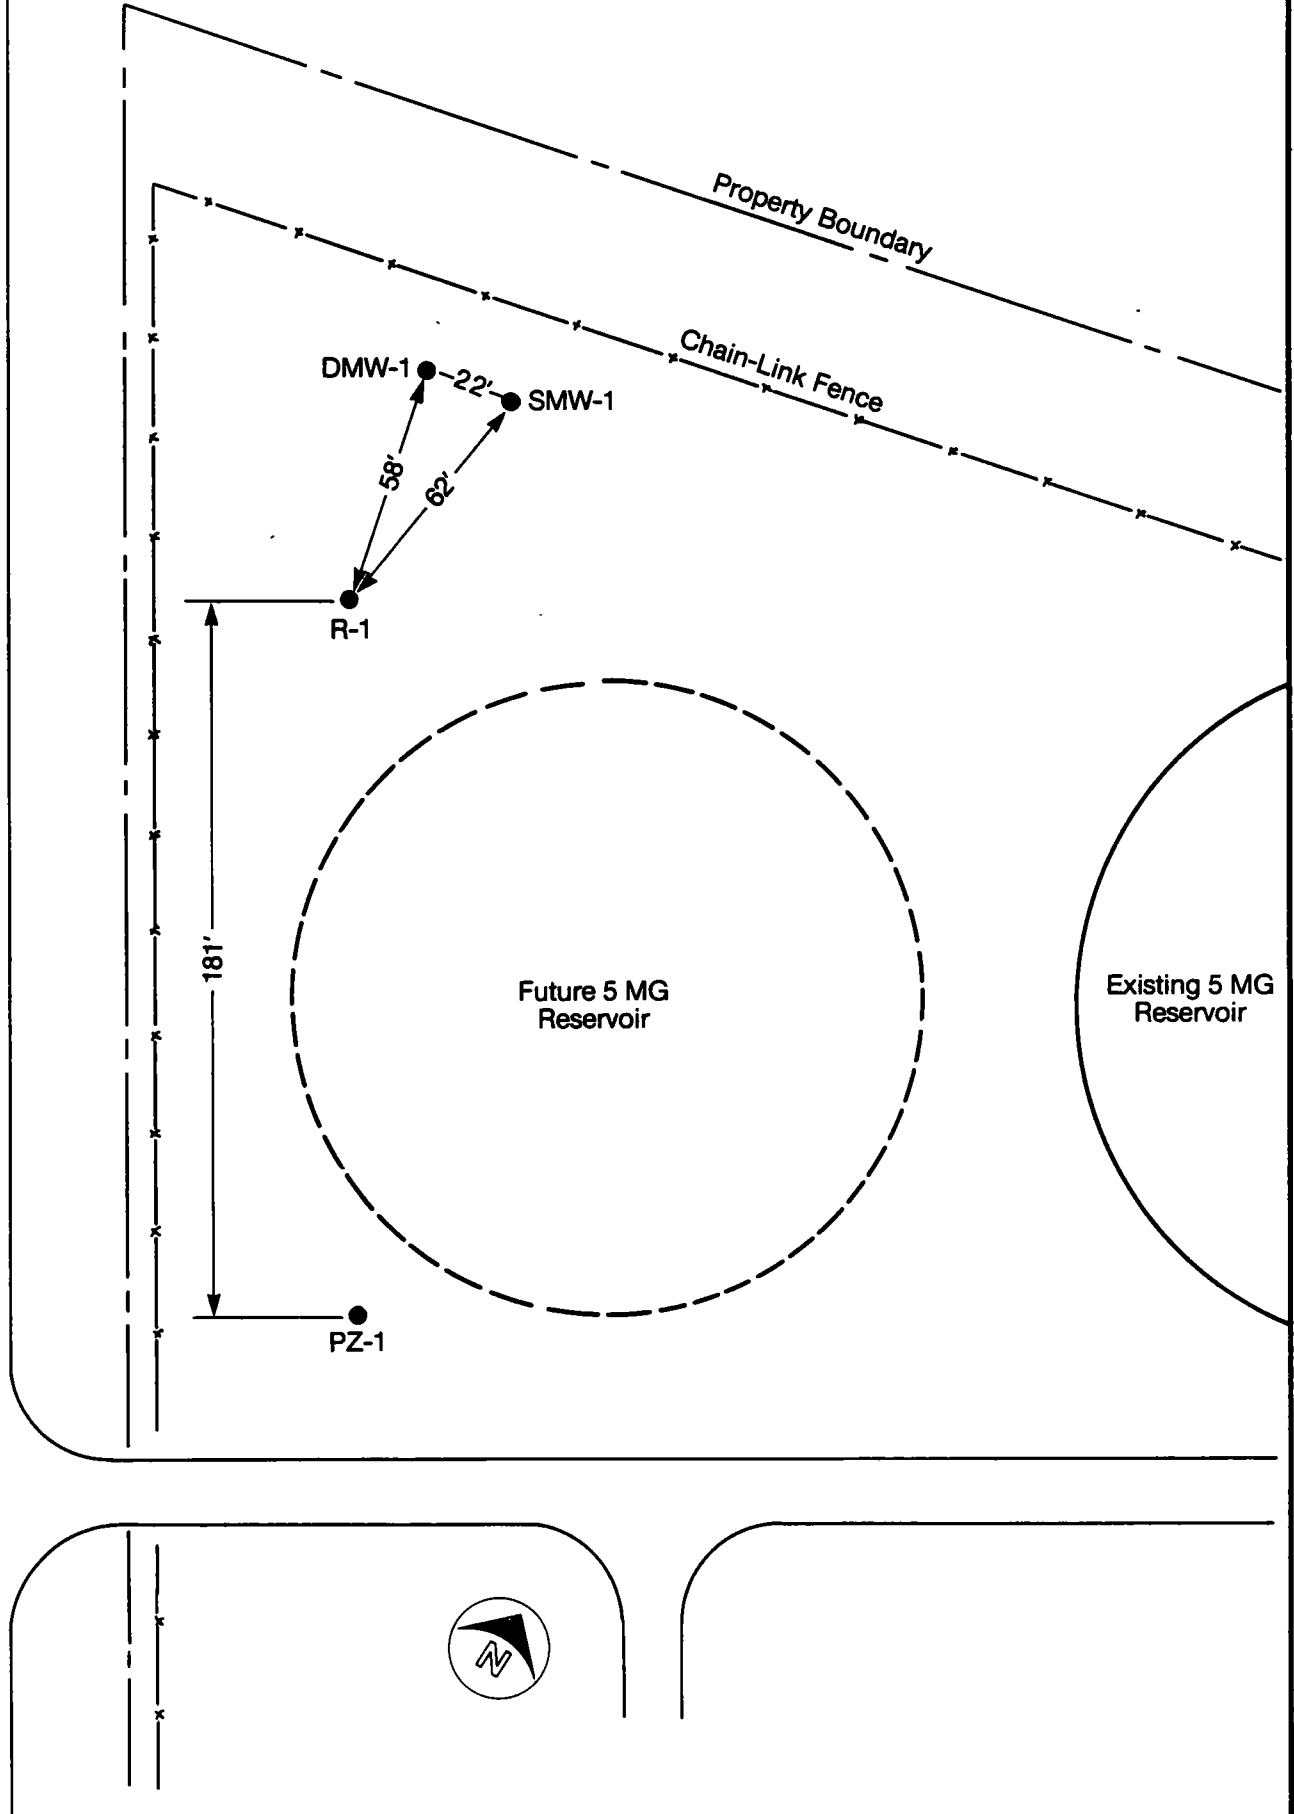 Property Boundary
Chain-Link Fence
DMW-1
22'
SMW-1
58'
62'
R-1
181'
Future 5 MG
Reservoir
Existing 5 MG
Reservoir
PZ-1
N